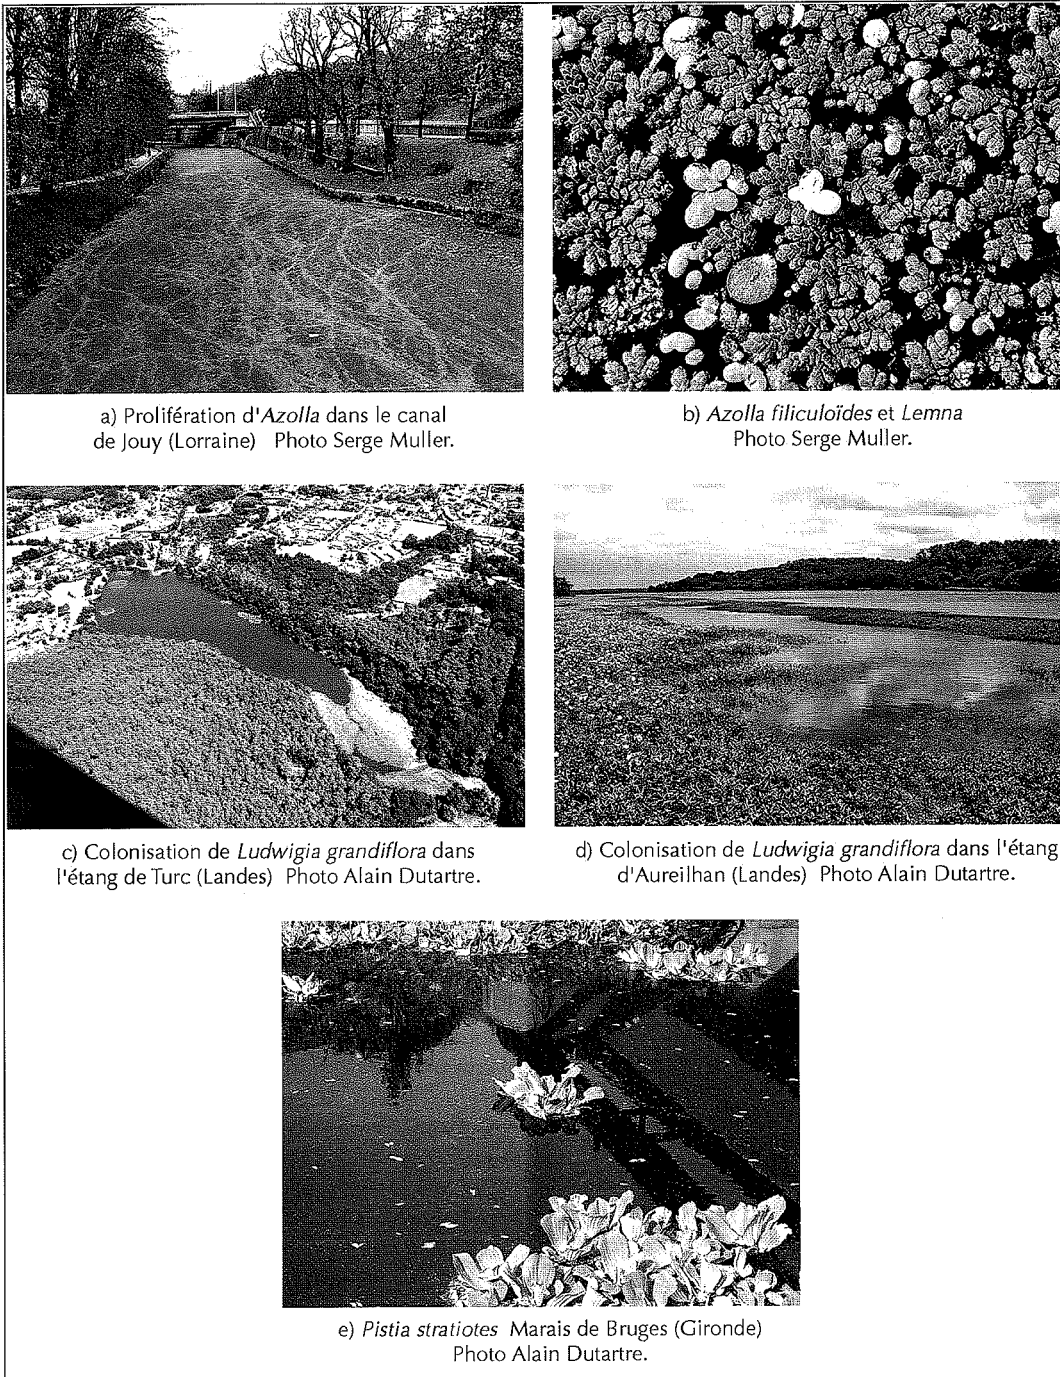 a) Prolifération d'Azolla dans le canal
de Jouy (Lorraine) Photo Serge Muller.
b) Azolla filiculoïdes et Lemna
Photo Serge Muller.
c) Colonisation de Ludwigia grandiflora dans
l'étang de Turc (Landes) Photo Alain Dutartre.
d) Colonisation de Ludwigia grandiflora dans l'étang
d'Aureilhan (Landes) Photo Alain Dutartre.
e) Pistia stratiotes Marais de Bruges (Gironde)
Photo Alain Dutartre.